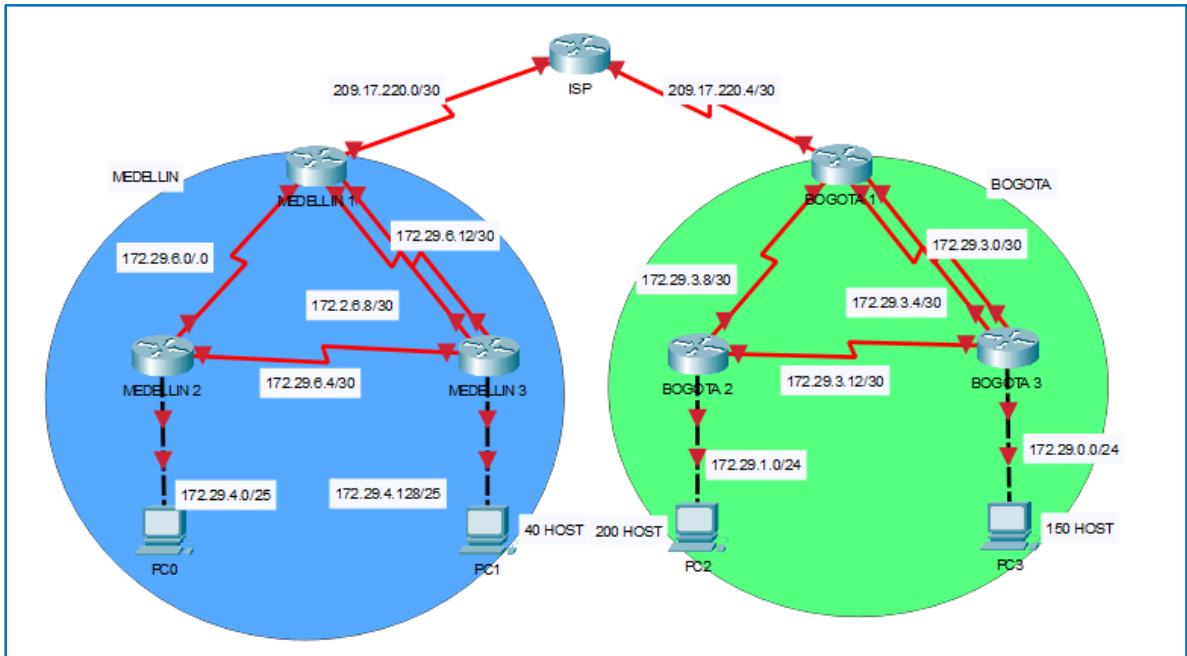 ISP
209.17.220.0/30
209.17.220.4/30
MEDELLIN
MEDELLIN 1
BOGOTA 1
BOGOTA
172.29.6.12/30
172.29.3.0/30
172.29.6.0/.0
172.29.3.8/30
172.2.6.8/30
172.29.3.4/30
MEDELLIN 2
172.29.6.4/30
MEDELLIN 3
BOGOTA 2
172.29.3.12/30
BOGOTA 3
172.29.4.0/25
172.29.4.128/25
172.29.1.0/24
172.29.0.0/24
40 HOST
200 HOST
150 HOST
PC0
PC1
PC2
PC3